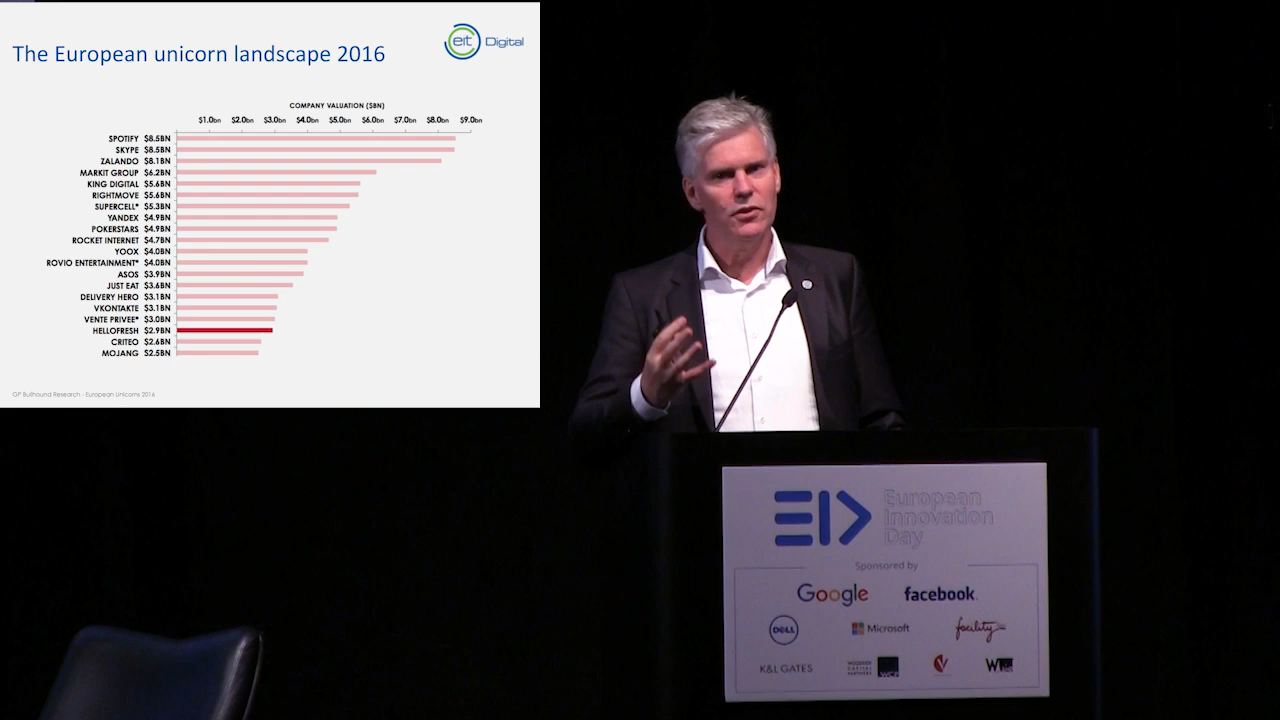 The European unicorn landscape 2016
eit Digital
COMPANY VALUATION ($BN)
$1.0bn $2.0bn $3.0bn $4.0bn $5.0bn $6.0bn $7.0bn $8.0bn $9.0bn
SPOTIFY $8.5BN
SKYPE $8.5BN
ZALANDO $8.1BN
MARKIT GROUP $6.2BN
KING DIGITAL $5.6BN
RIGHTMOVE $5.6BN
SUPERCELL* $5.3BN
YANDEX $4.9BN
POKERSTARS $4.9BN
ROCKET INTERNET $4.7BN
YOOX $4.0BN
ROVIO ENTERTAINMENT* $4.0BN
ASOS $3.9BN
JUST EAT $3.6BN
DELIVERY HERO $3.1BN
VKONTAKTE $3.1BN
VENTE PRIVEE* $3.0BN
HELLOFRESH $2.9BN
CRITEO $2.6BN
MOJANG $2.5BN
GP Bullhound Research - European Unicorns 2016
European
Innovation
Day
Sponsored by
Google facebook
DELL Microsoft facility
K&L GATES WOODSIDE CAPITAL PARTNERS WCP